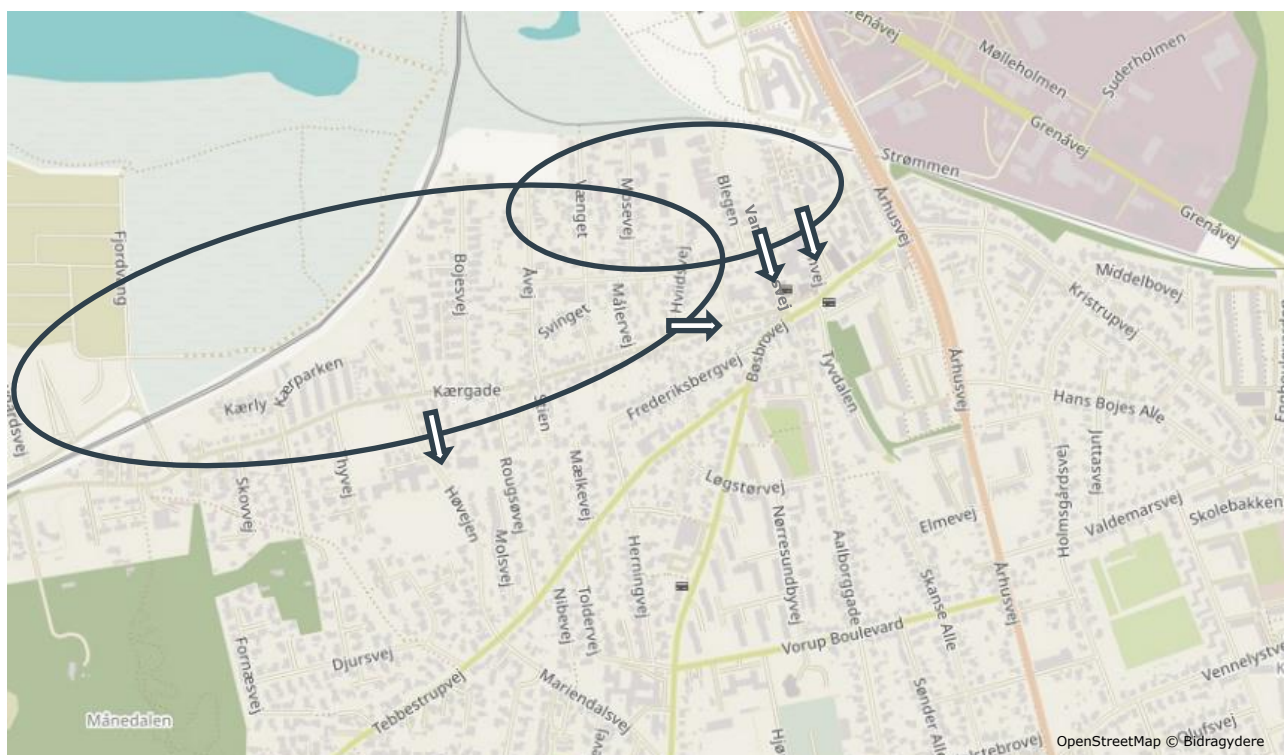 Grenåvej
Mølleholmen
Suderholmen
Grenåvej
Strømmen
Grenåvej
Århusvej
Vænget
Mosevej
Blegen
Fjordvang
Bojesvej
Åvej
Hvidsvej
Målervej
Svinget
Middelbovej
Kristrupvej
Bøsbrovej
Tyvdalen
Århusvej
Kærparken
Kærly
Kærgade
Frederiksbergvej
Hans Bojes Alle
Stien
Juttasvej
Holmsgårdsvej
Thyvej
Skovvej
Høvejen
Rougsøvej
Mælkevej
Løgstørvej
Valdemarsvej
Skolebakken
Elmevej
Nørresundbyvej
Molsvej
Herningvej
Aalborggade
Skanse Alle
Århusvej
Nibevej
Toldervej
Vorup Boulevard
Fornæsvej
Djursvej
Mariendalsvej
Tebbestrupvej
Sønder Alle
Månedalen
OpenStreetMap © Bidragydere